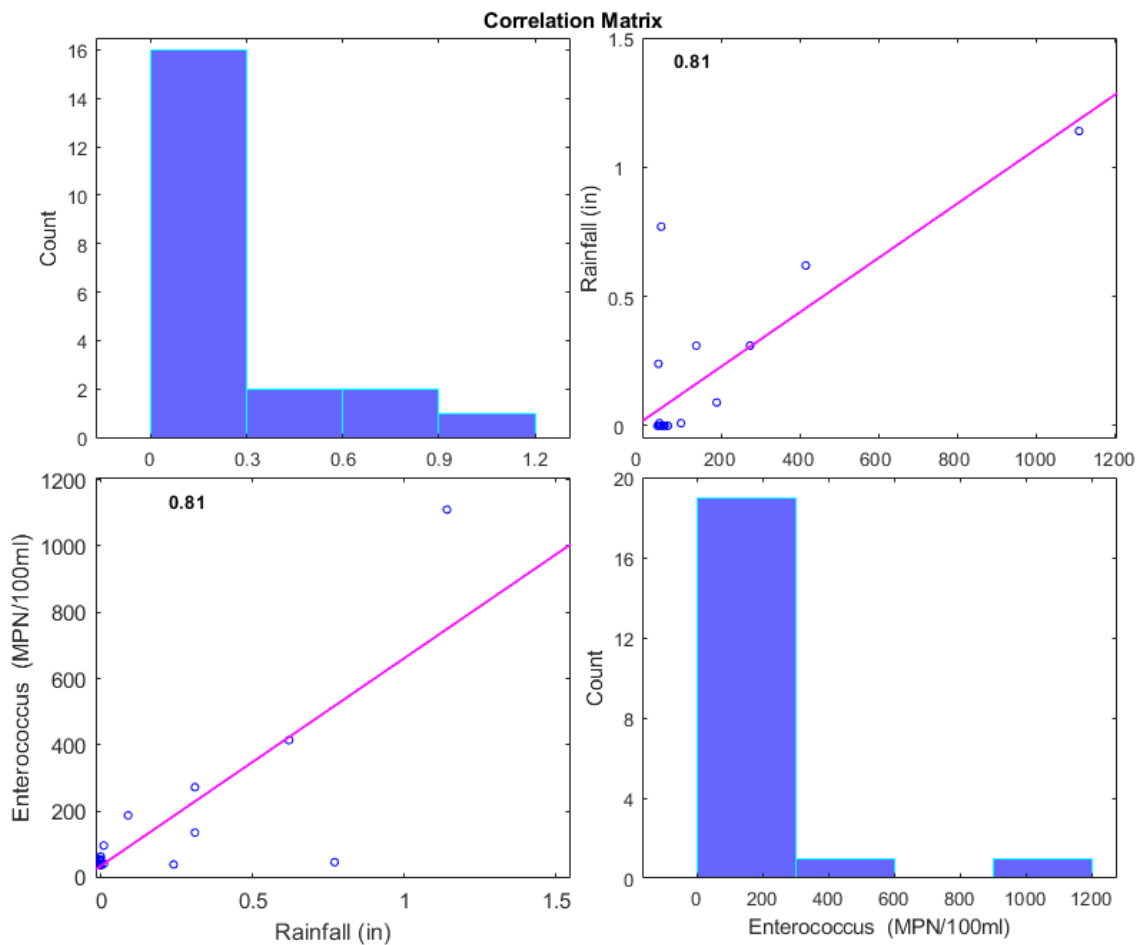 Correlation Matrix
16
14
12
10
8
6
4
2
0
Count
0 0.3 0.6 0.9 1.2
0.81
1.5
1
0.5
0
Rainfall (in)
0 200 400 600 800 1000 1200
0.81
1200
1000
800
600
400
200
0
Enterococcus (MPN/100ml)
0 0.5 1 1.5
Rainfall (in)
20
16
12
8
4
0
Count
0 200 400 600 800 1000 1200
Enterococcus (MPN/100ml)